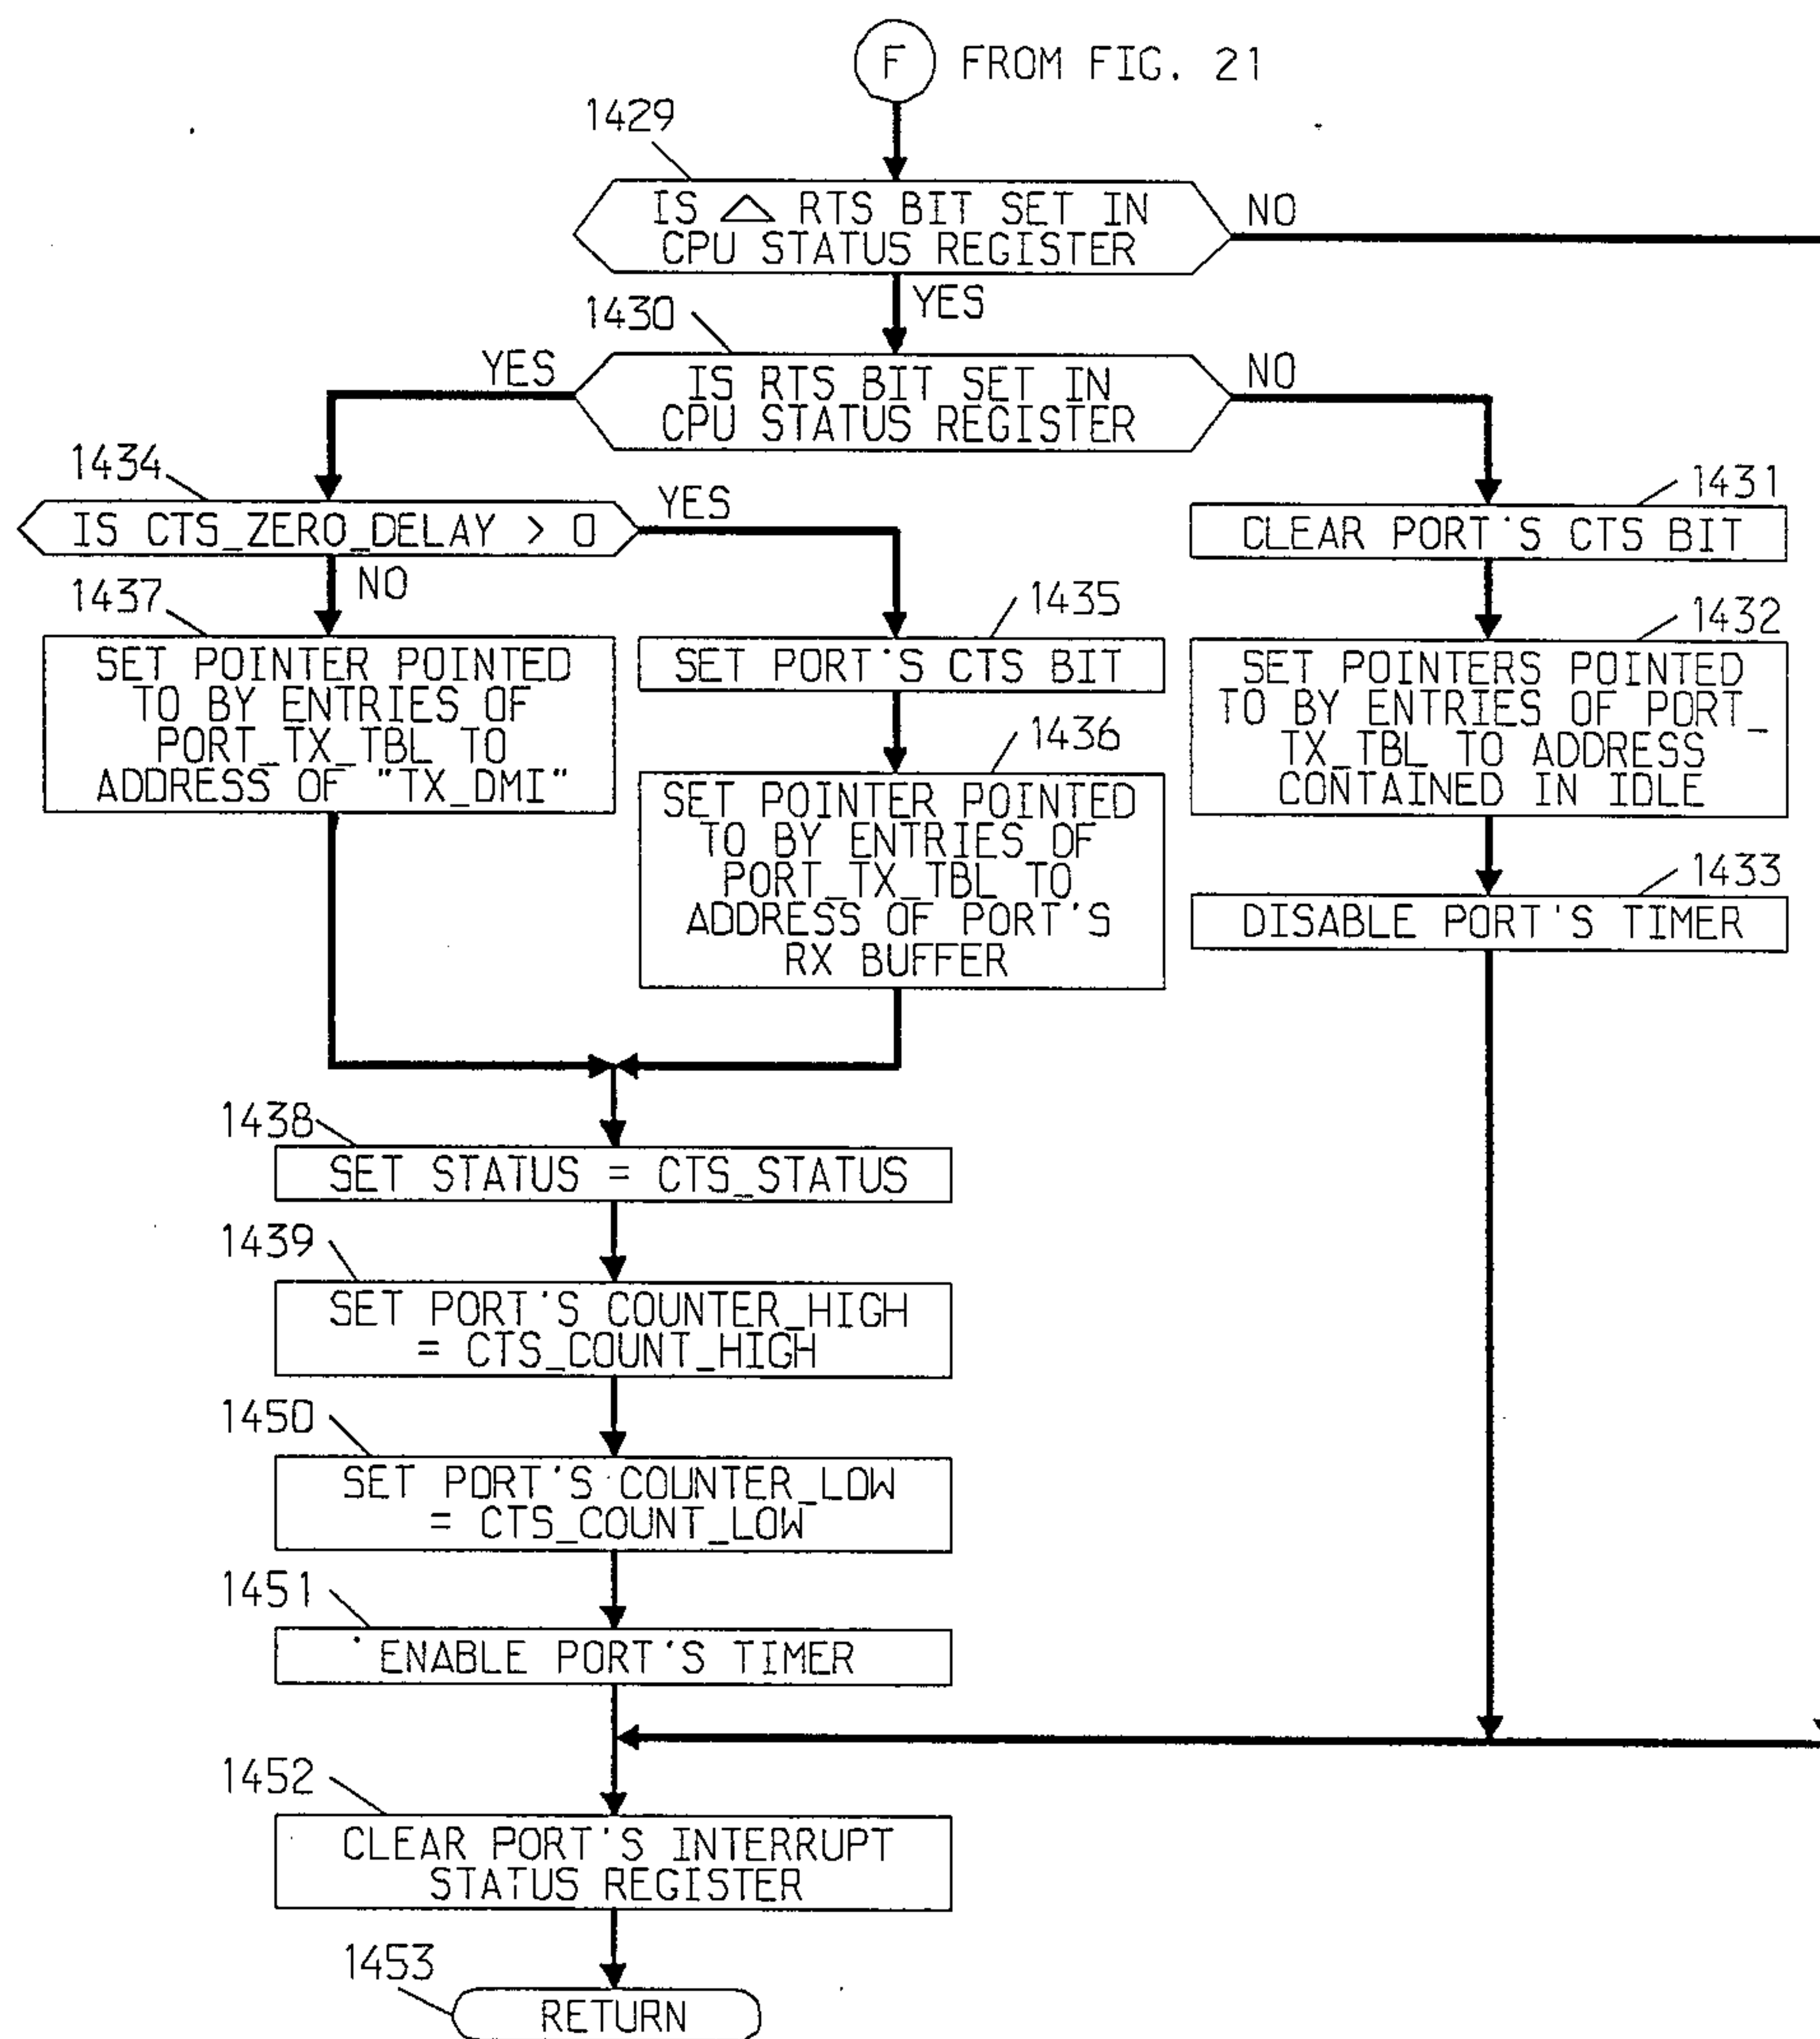 F FROM FIG. 21
1429
IS △ RTS BIT SET IN
CPU STATUS REGISTER
NO
YES
1430
IS RTS BIT SET IN
CPU STATUS REGISTER
YES
NO
1434
IS CTS_ZERO_DELAY > 0
YES
NO
1431
CLEAR PORT'S CTS BIT
1437
SET POINTER POINTED
TO BY ENTRIES OF
PORT_TX_TBL TO
ADDRESS OF "TX_DMI"
1435
SET PORT'S CTS BIT
1432
SET POINTERS POINTED
TO BY ENTRIES OF PORT_
TX_TBL TO ADDRESS
CONTAINED IN IDLE
1436
SET POINTER POINTED
TO BY ENTRIES OF
PORT_TX_TBL TO
ADDRESS OF PORT'S
RX BUFFER
1433
DISABLE PORT'S TIMER
1438
SET STATUS = CTS_STATUS
1439
SET PORT'S COUNTER_HIGH
= CTS_COUNT_HIGH
1450
SET PORT'S COUNTER_LOW
= CTS_COUNT_LOW
1451
ENABLE PORT'S TIMER
1452
CLEAR PORT'S INTERRUPT
STATUS REGISTER
1453
RETURN